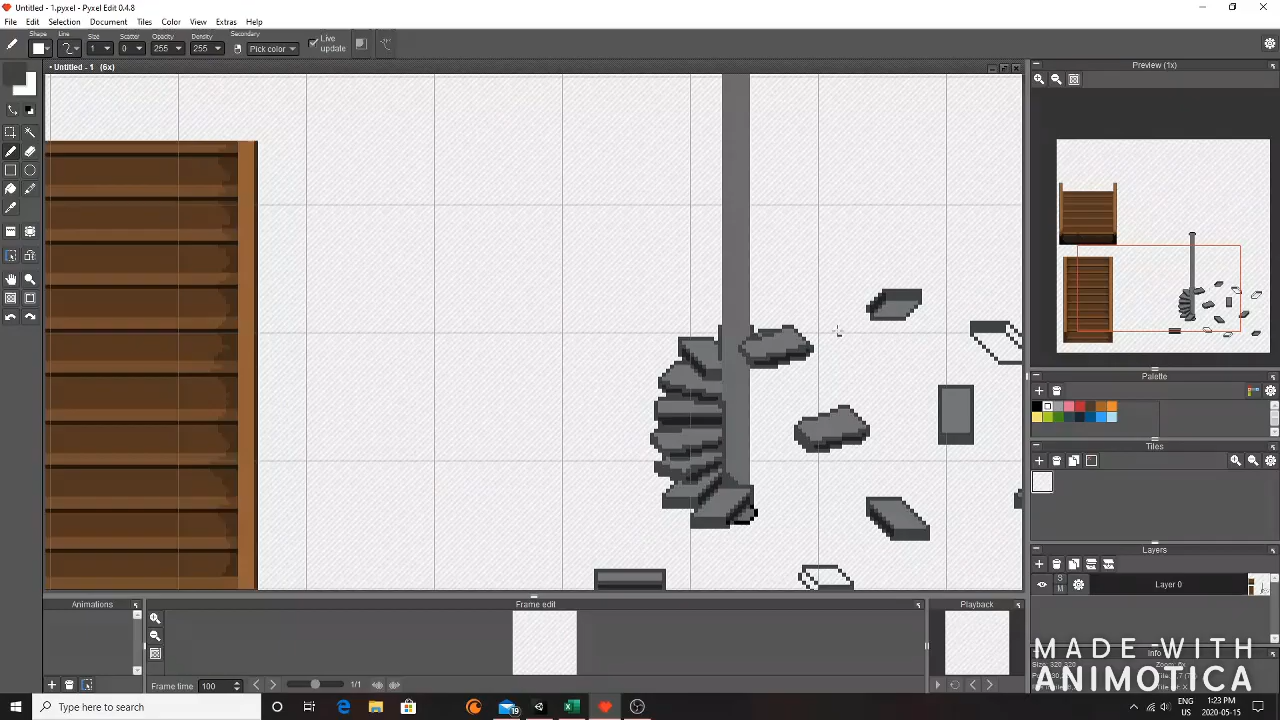 Untitled - 1.pyxel - Pyxel Edit 0.4.8
File Edit Selection Document Tiles Color View Extras Help
Shape Line Size Scatter Opacity Density Secondary
1 0 255 255 Pick color Live update
• Untitled - 1 (6x)
Preview (1x)
Palette
Tiles
Layers
S
M
Layer 0
Animations
Frame edit
Playback
Info
Frame time 100 1/1
MADE WITH
ANIMOTICA
Type here to search
19
ENG
US
1:23 PM
2020-05-15